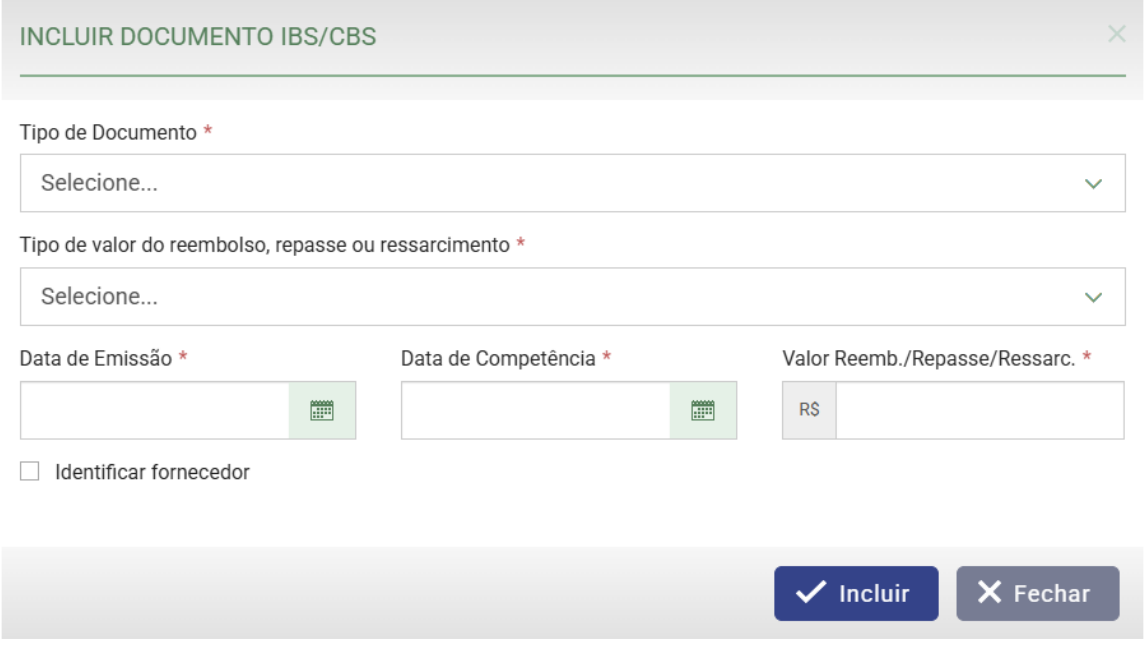 INCLUIR DOCUMENTO IBS/CBS
Tipo de Documento *
Selecione...
Tipo de valor do reembolso, repasse ou ressarcimento *
Selecione...
Data de Emissão * Data de Competência * Valor Reemb./Repasse/Ressarc. *
R$
Identificar fornecedor
Incluir Fechar